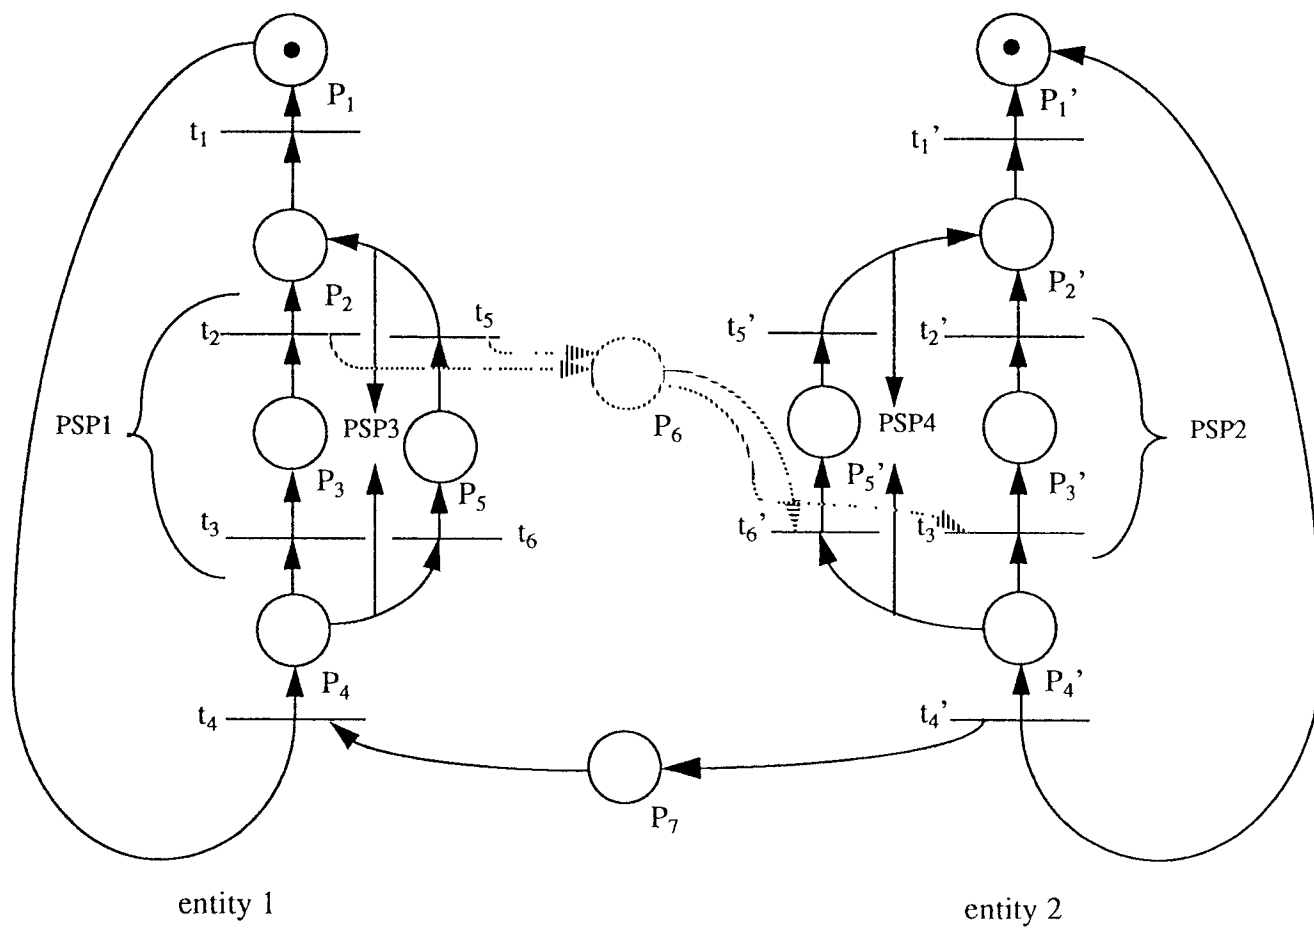 P₁
P₁'
t₁
t₁'
P₂
P₂'
t₂
t₅
t₅'
t₂'
PSP1
PSP3
P₆
PSP4
PSP2
P₃
P₅
P₅'
P₃'
t₃
t₆
t₆'
t₃'
P₄
P₄'
t₄
t₄'
P₇
entity 1
entity 2